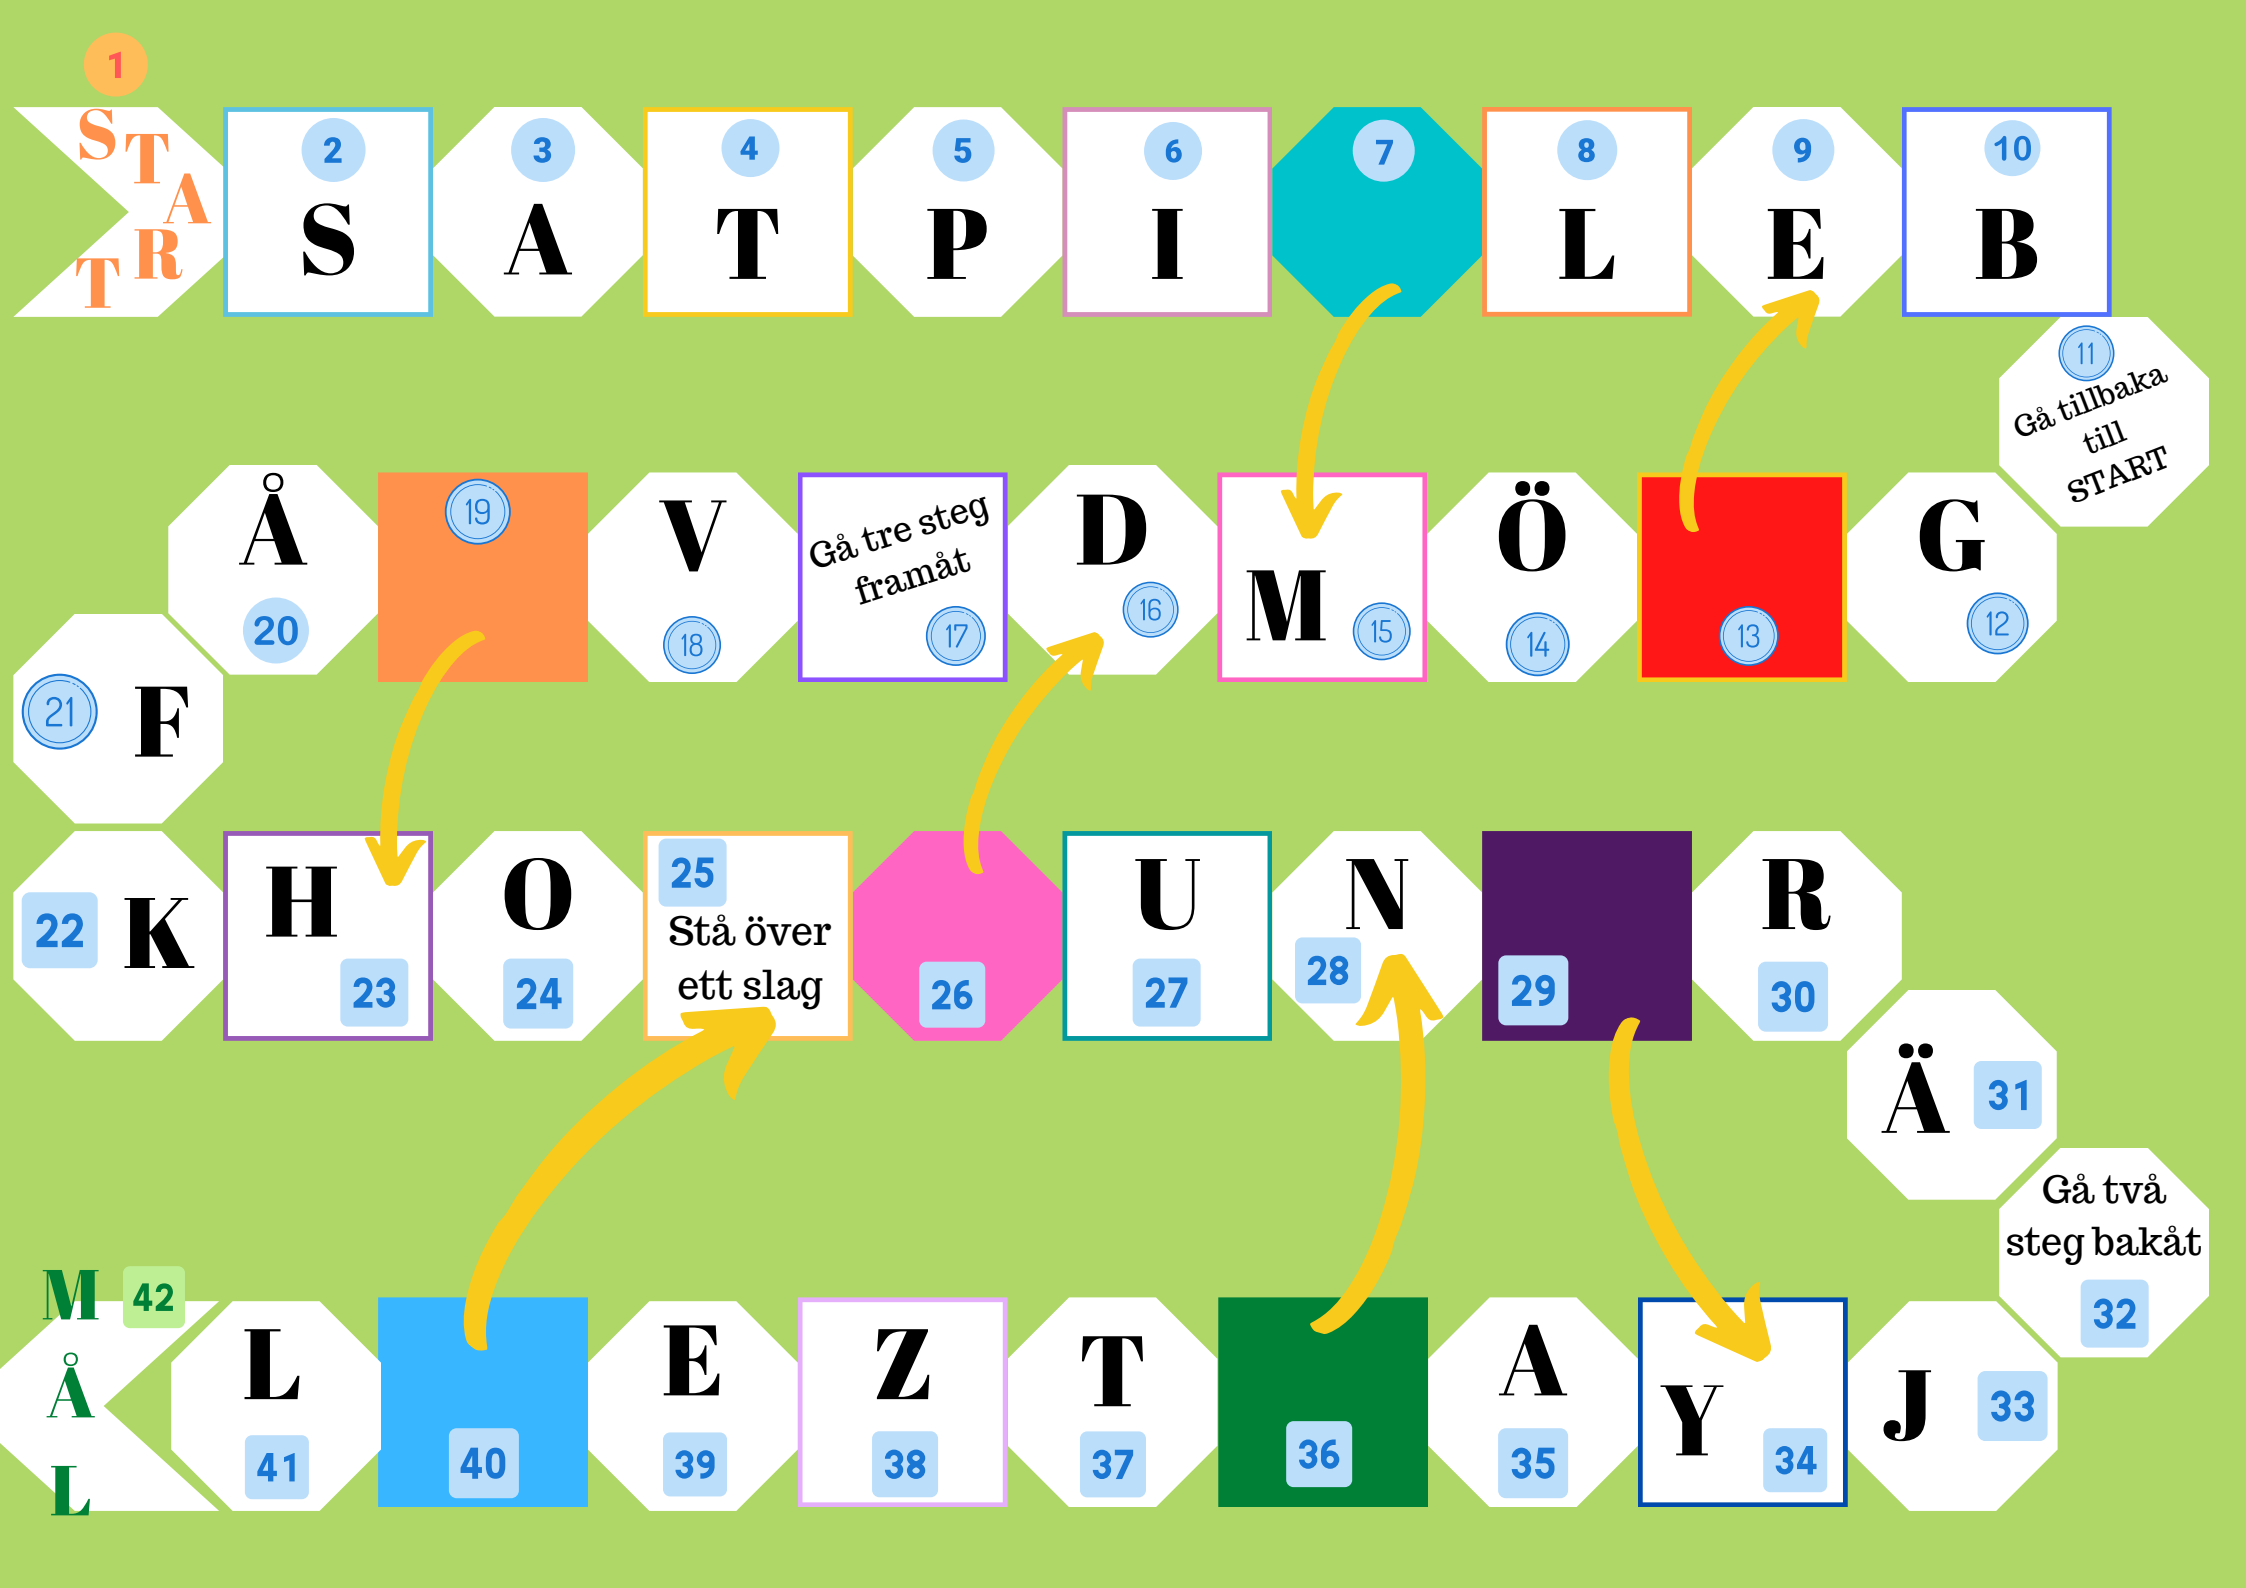 1
START
2
S
3
A
4
T
5
P
6
I
7
8
L
9
E
10
B
11
Gå tillbaka
till
START
G
12
13
Ö
14
M
15
D
16
Gå tre steg
framåt
17
V
18
19
Å
20
21
F
22
K
H
23
O
24
25
Stå över
ett slag
26
U
27
N
28
29
R
30
Ä
31
Gå två
steg bakåt
32
J
33
Y
34
A
35
36
T
37
Z
38
E
39
40
L
41
42
MÅL